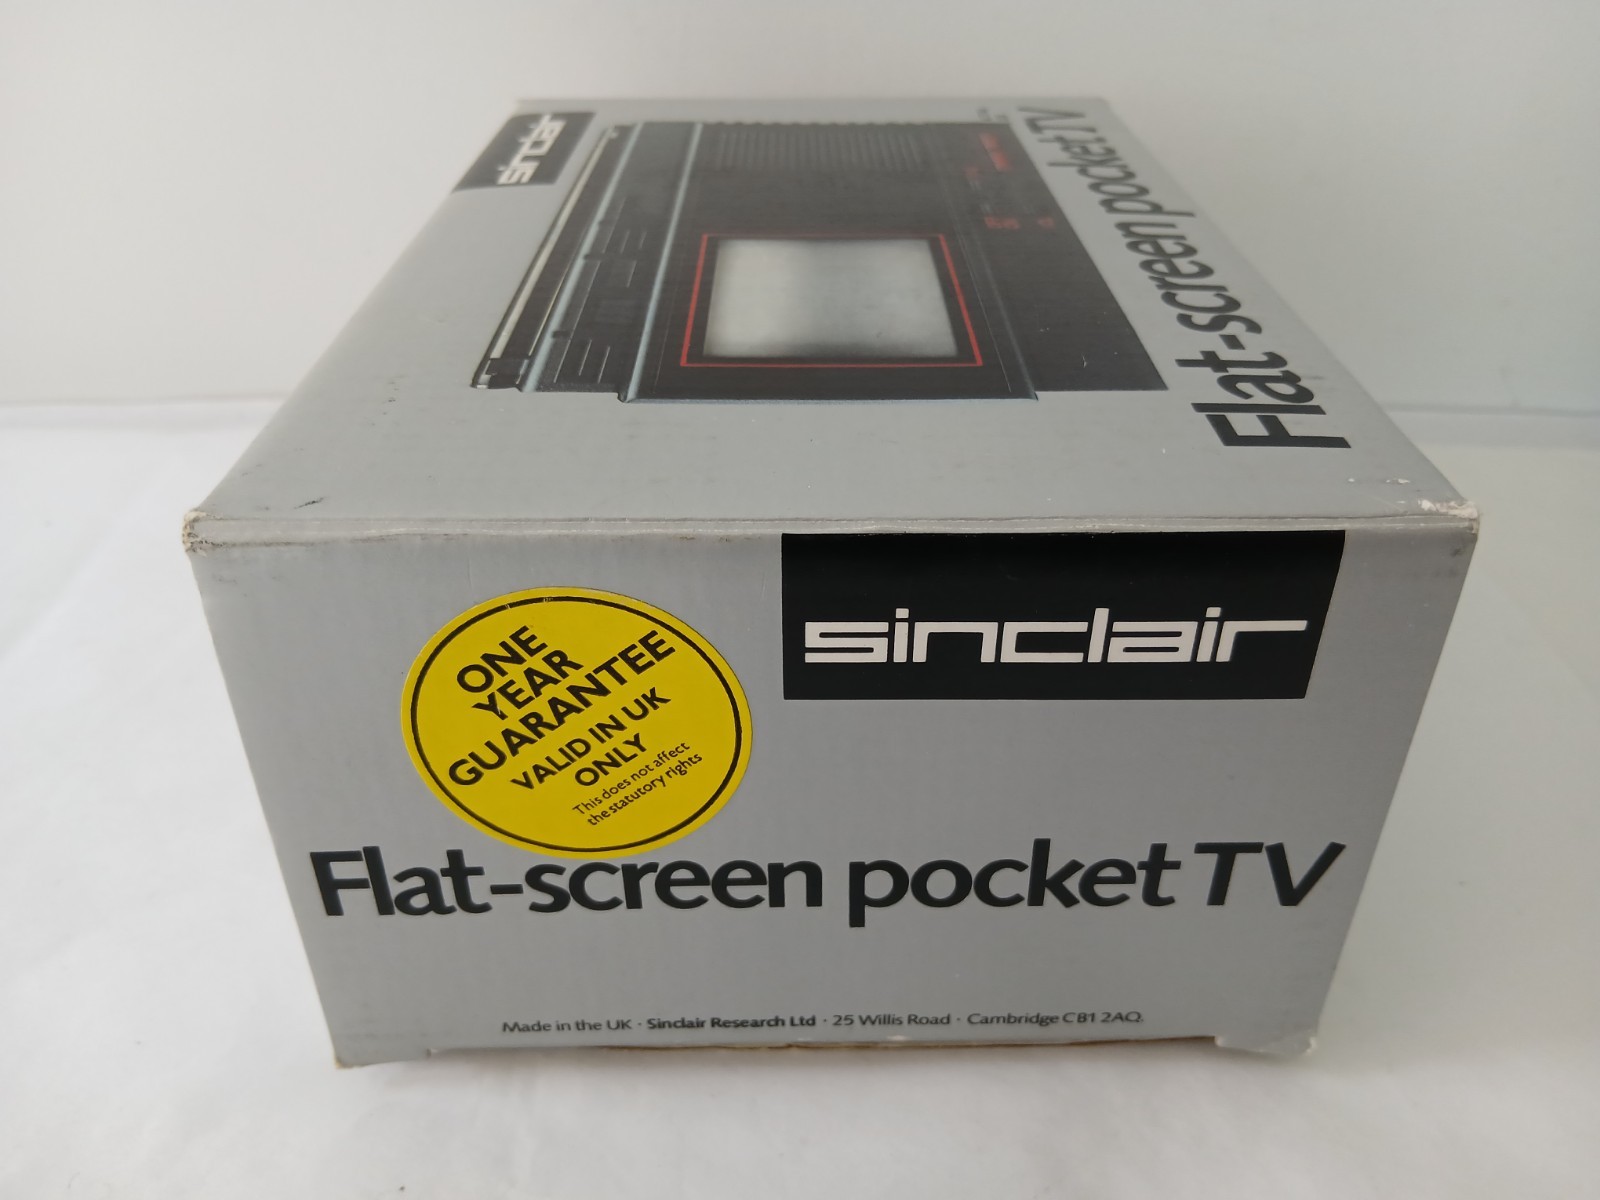 sinclair
Flat-screen pocket TV
sinclair
ONE
YEAR
GUARANTEE
VALID IN UK
ONLY
This does not affect
the statutory rights
Flat-screen pocket TV
Made in the UK · Sinclair Research Ltd · 25 Willis Road · Cambridge CB1 2AQ.